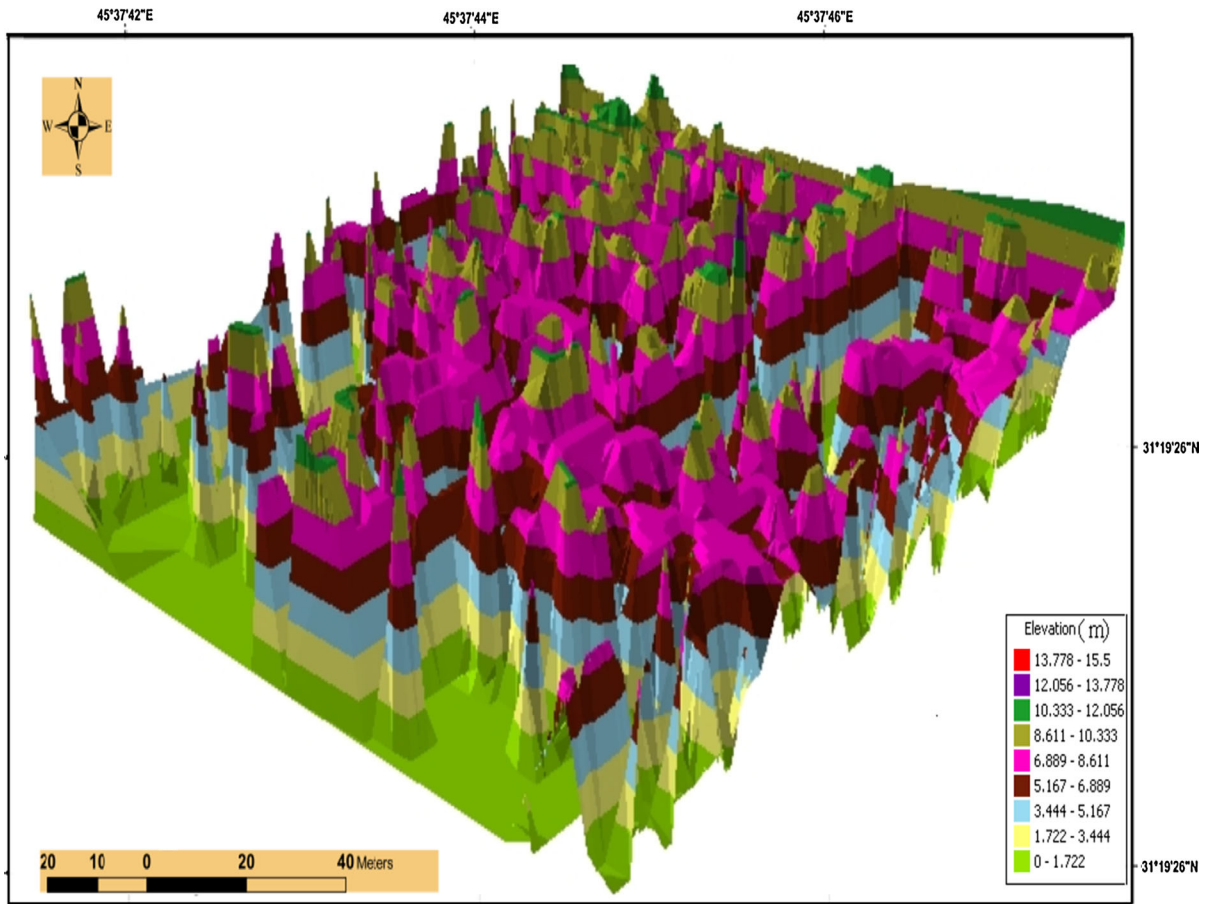 45°37'42"E 45°37'44"E 45°37'46"E
N
W E
S
31°19'26"N
Elevation ( m )
13.778 - 15.5
12.056 - 13.778
10.333 - 12.056
8.611 - 10.333
6.889 - 8.611
5.167 - 6.889
3.444 - 5.167
1.722 - 3.444
0 - 1.722
20 10 0 20 40 Meters
31°19'26"N